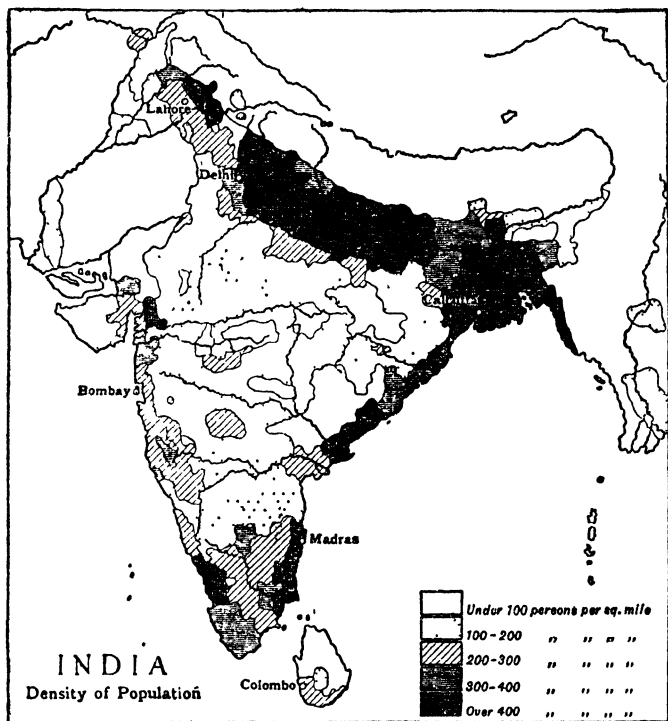 Lahore
Delhi
Calcutta
Bombay
Madras
Colombo
INDIA
Density of Population
Under 100 persons per sq. mile
100-200 " " " "
200-300 " " " "
300-400 " " " "
Over 400 " " " "